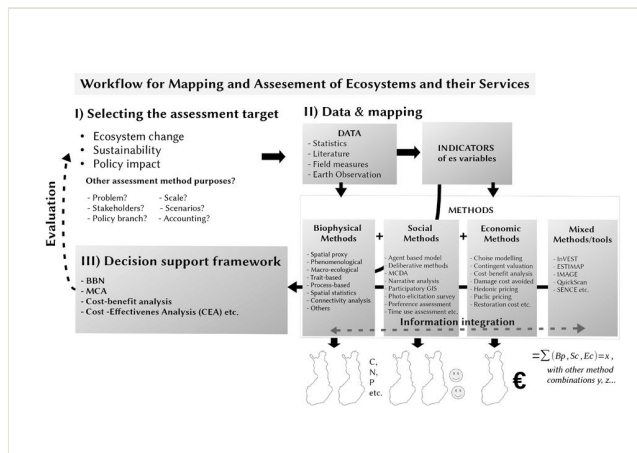 Workflow for Mapping and Assesement of Ecosystems and their Services
I) Selecting the assessment target
• Ecosystem change
• Sustainability
• Policy impact
Other assessment method purposes?
- Problem?
- Stakeholders?
- Policy branch?
- Scale?
- Scenarios?
- Accounting?
Evaluation
II) Data & mapping
DATA
- Statistics
- Literature
- Field measures
- Earth Observation
INDICATORS
of es variables
METHODS
Biophysical
Methods
- Spatial proxy
- Phenomenological
- Macro-ecological
- Trait-based
- Process-based
- Spatial statistics
- Connectivity analysis
- Others
+
Social
Methods
- Agent based model
- Deliberative methods
- MCDA
- Narrative analysis
- Participatory GIS
- Photo-elicitation survey
- Preference assessment
- Time use assessment etc.
+
Economic
Methods
- Choise modelling
- Contingent valuation
- Cost benefit analysis
- Damage cost avoided
- Hedonic pricing
- Puclic pricing
- Restoration cost etc.
Mixed
Methods/tools
- InVEST
- ESTIMAP
- IMAGE
- QuickScan
- SENCE etc.
Information integration
III) Decision support framework
- BBN
- MCA
- Cost-benefit analysis
- Cost -Effectivenes Analysis (CEA) etc.
C,
N,
P
etc.
€
=∑(Bp, Sc, Ec)=x,
with other method
combinations y, z...